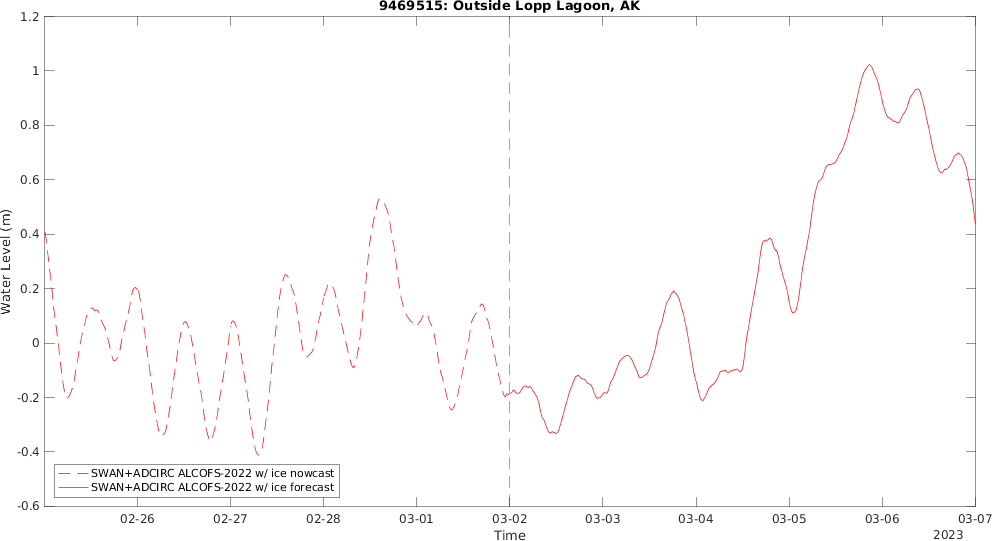 9469515: Outside Lopp Lagoon, AK
1.2
1
0.8
0.6
0.4
0.2
0
-0.2
-0.4
-0.6
Water Level (m)
SWAN+ADCIRC ALCOFS-2022 w/ ice nowcast
SWAN+ADCIRC ALCOFS-2022 w/ ice forecast
02-26 02-27 02-28 03-01 03-02 03-03 03-04 03-05 03-06 03-07
Time
2023